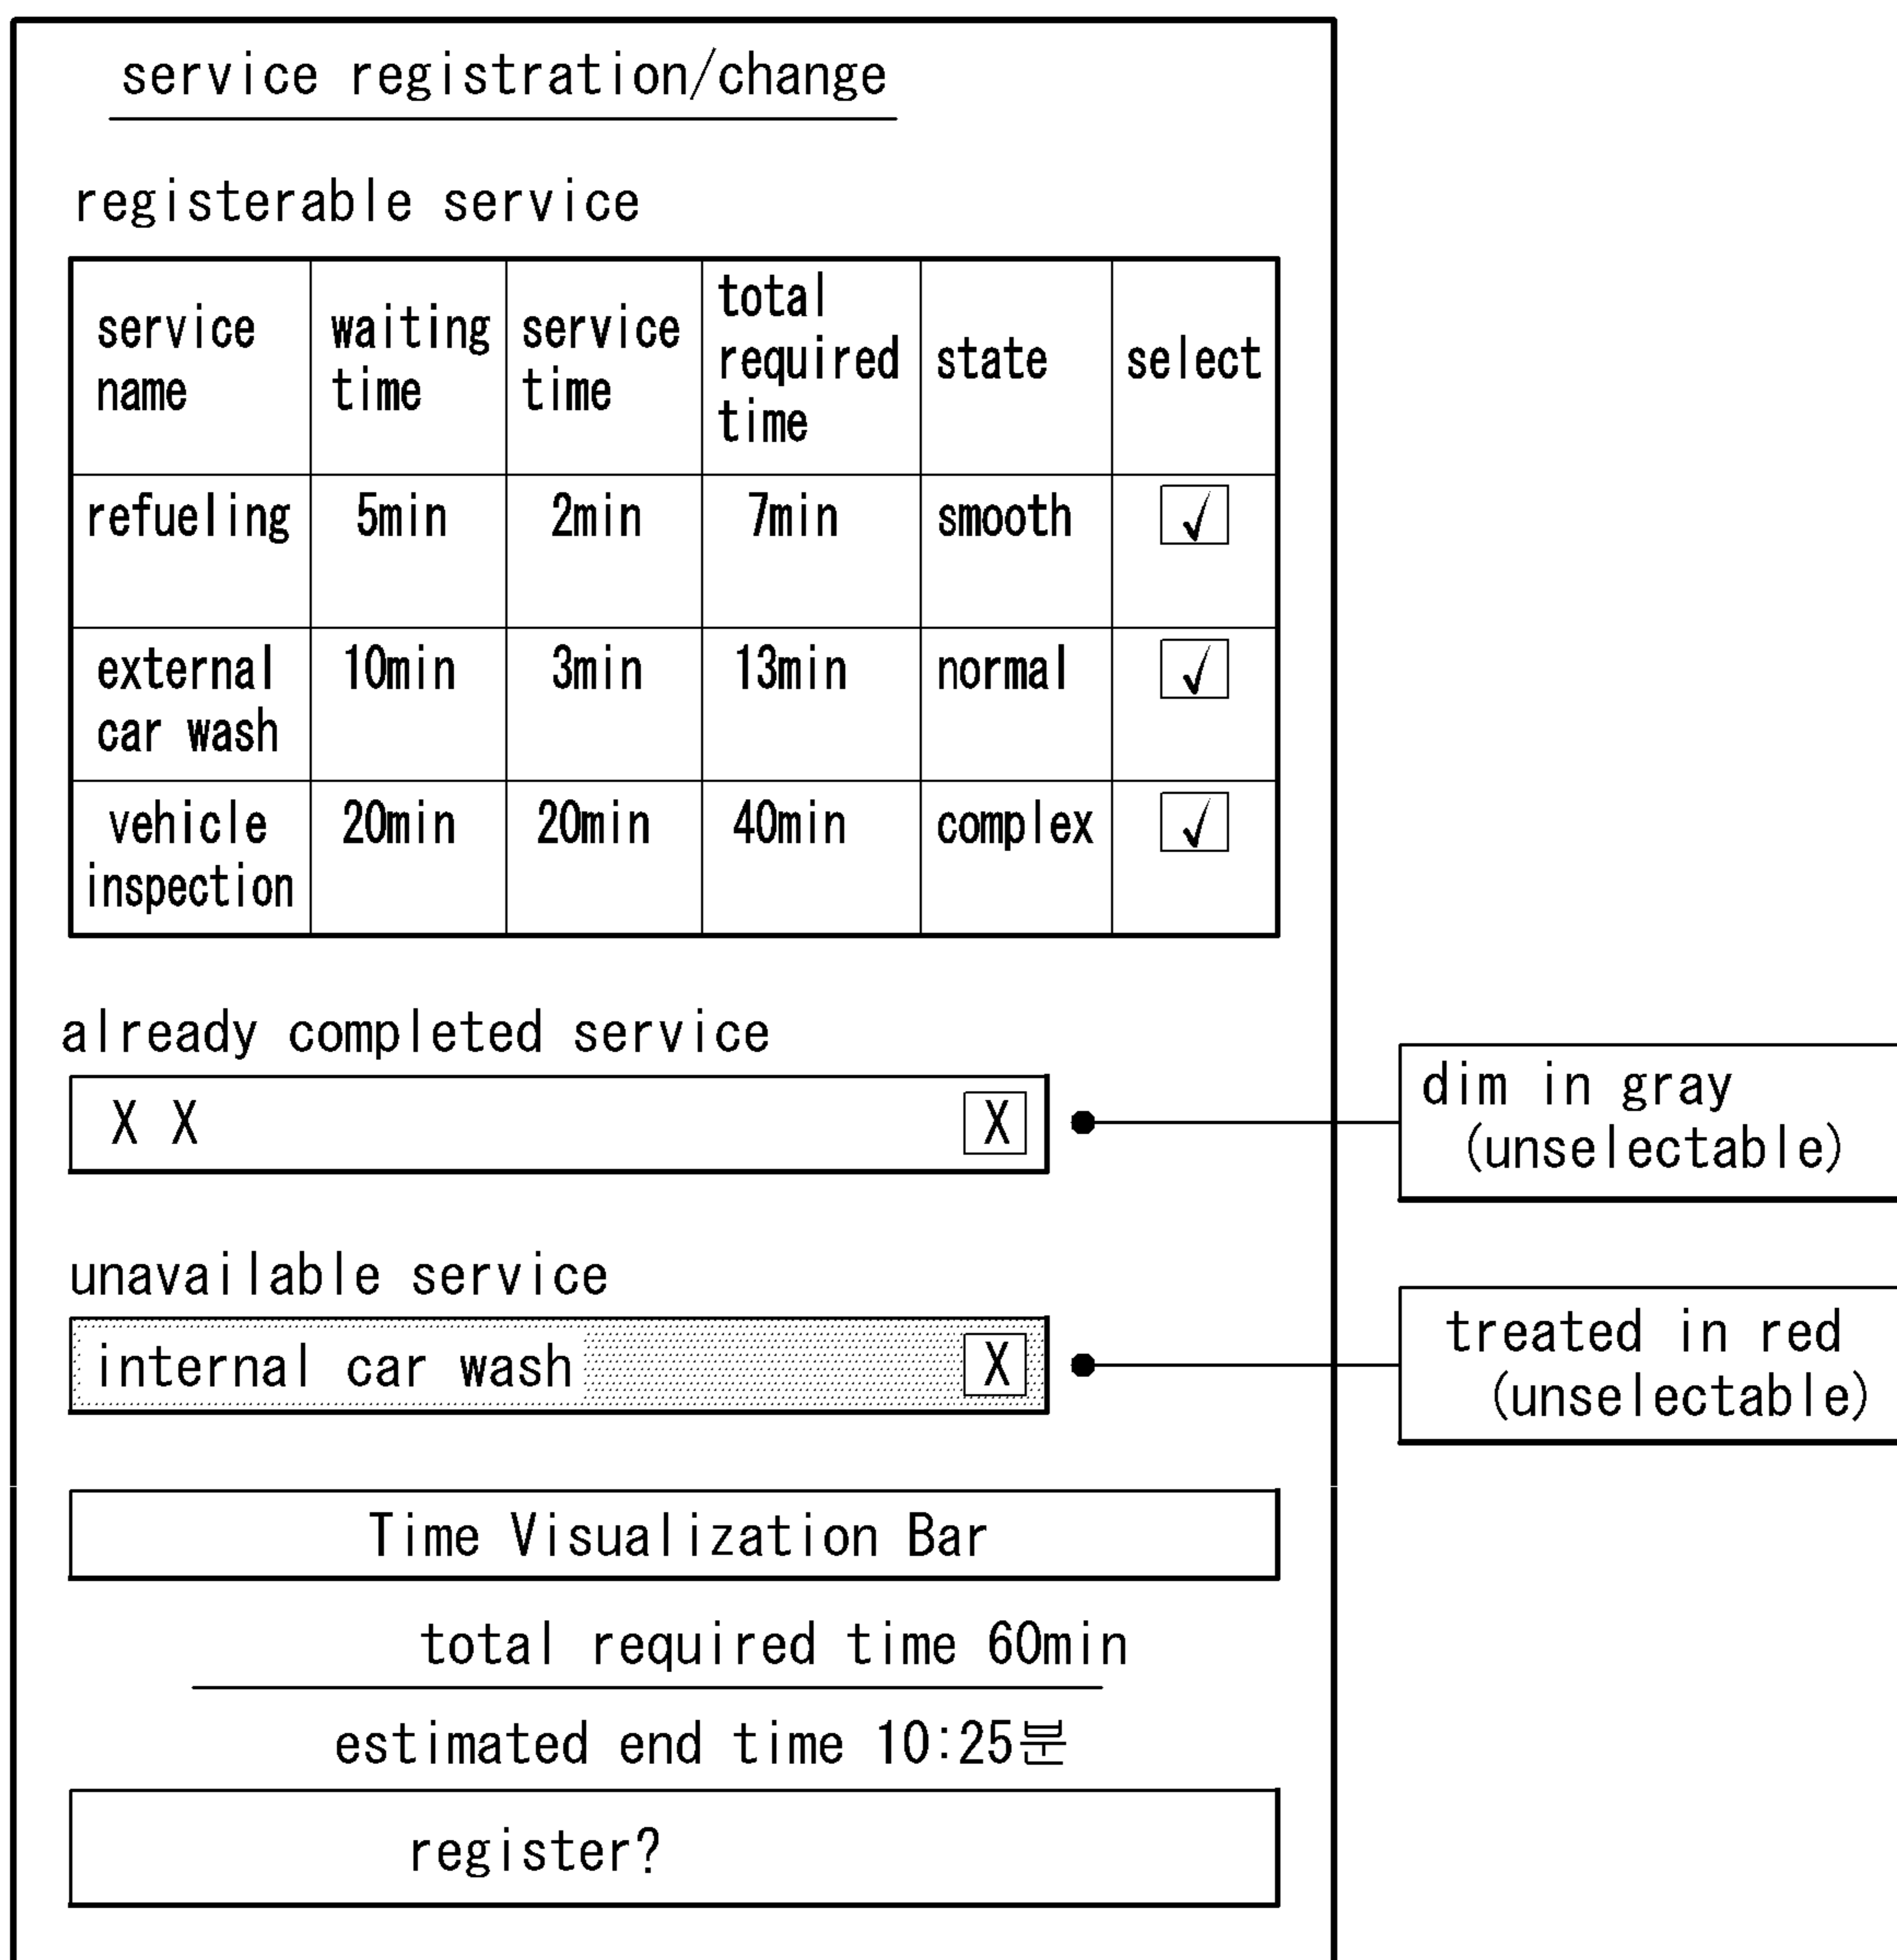 service registration/change
registerable service
service name waiting time service time total required time state select
refueling 5min 2min 7min smooth √
external car wash 10min 3min 13min normal √
vehicle inspection 20min 20min 40min complex √
already completed service
X X X
dim in gray
(unselectable)
unavailable service
internal car wash X
treated in red
(unselectable)
Time Visualization Bar
total required time 60min
estimated end time 10:25분
register?